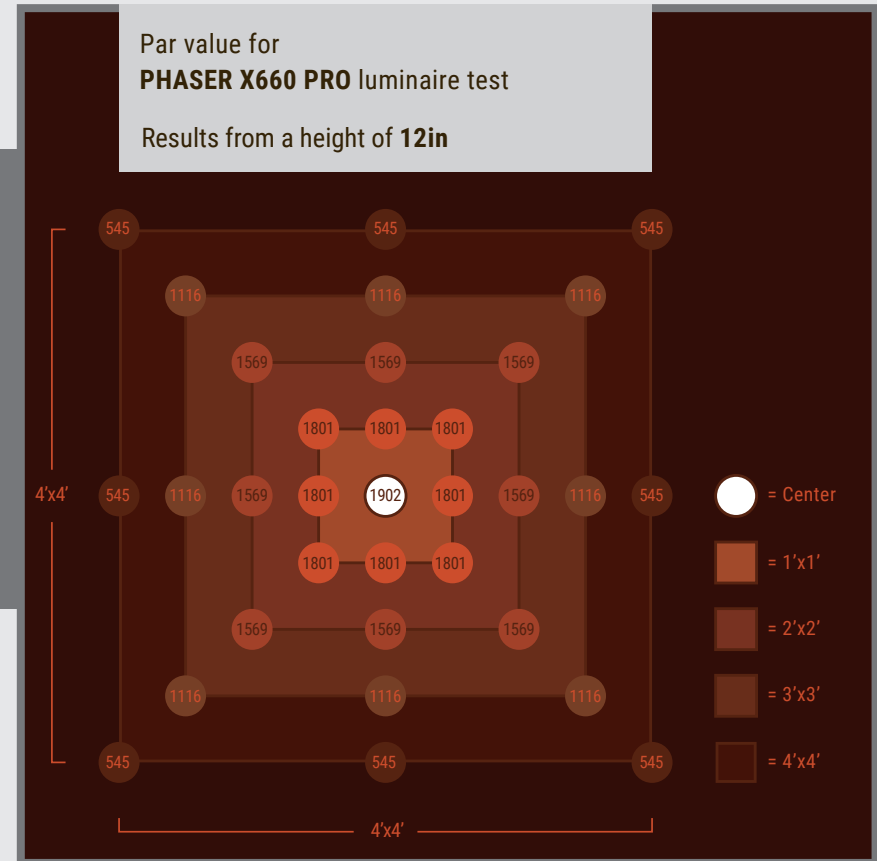 Par value for
PHASER X660 PRO luminaire test
Results from a height of 12in
545 545 545
1116 1116 1116
1569 1569 1569
1801 1801 1801
4'x4' 545 1116 1569 1801 1902 1801 1569 1116 545 = Center
1801 1801 1801 = 1'x1'
1569 1569 1569 = 2'x2'
1116 1116 1116 = 3'x3'
545 545 545 = 4'x4'
4'x4'